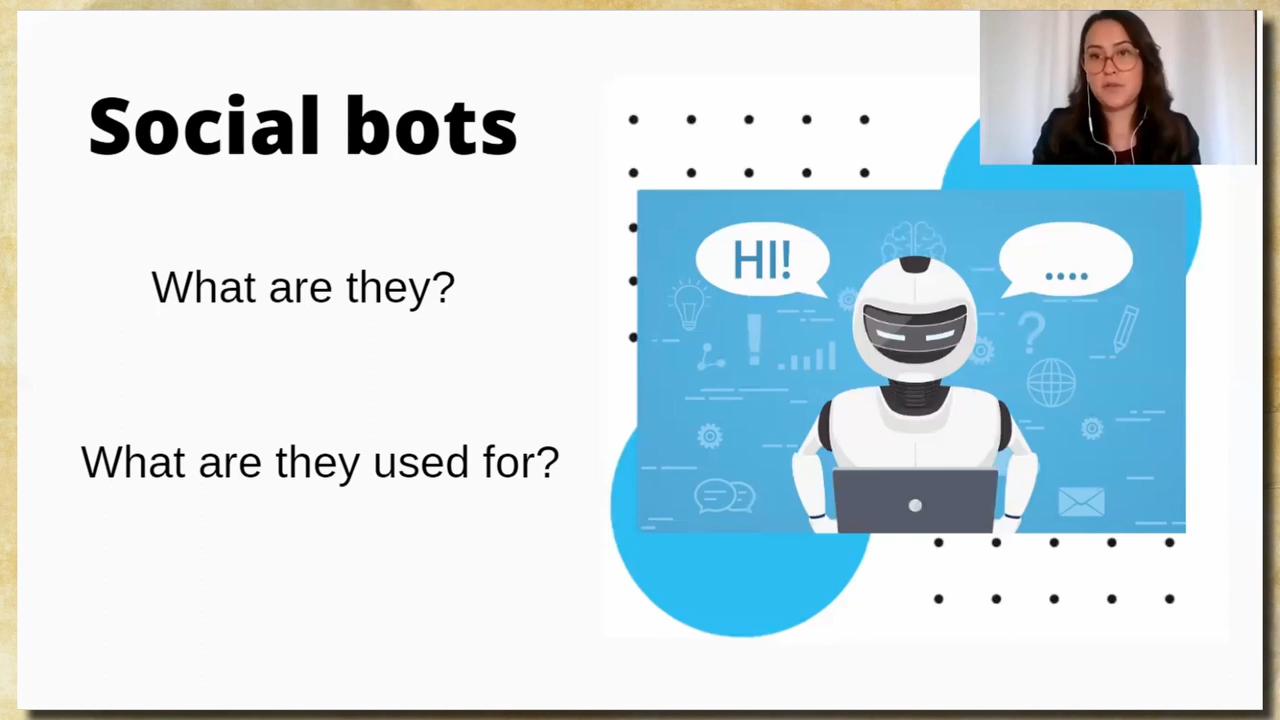 Social bots
What are they?
What are they used for?
HI!
....